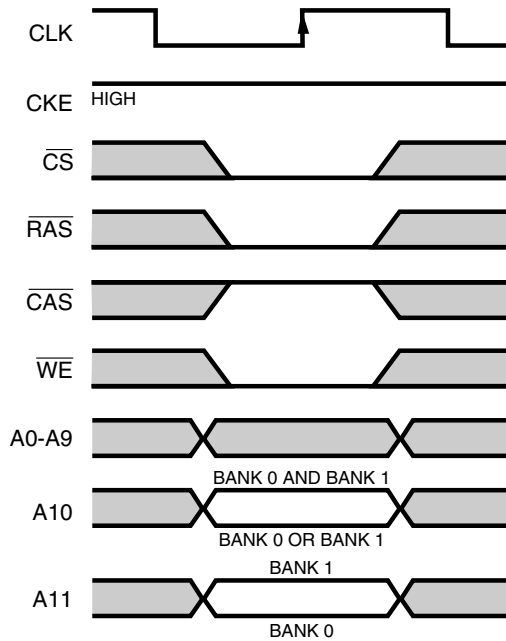 CLK
CKE
HIGH
CS
RAS
CAS
WE
A0-A9
BANK 0 AND BANK 1
A10
BANK 0 OR BANK 1
BANK 1
A11
BANK 0